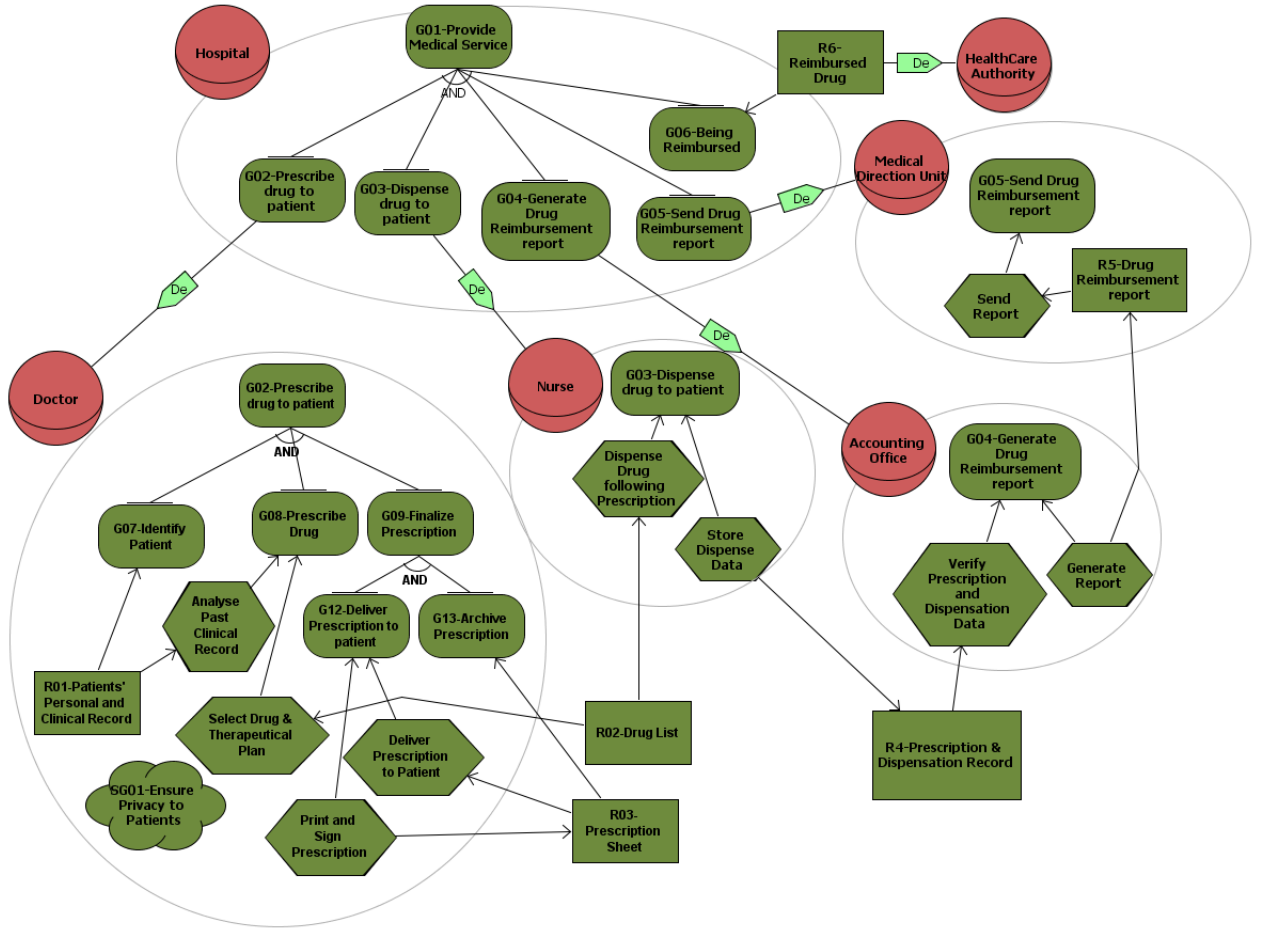 Hospital
G01-Provide
Medical Service
AND
R6-
Reimbursed
Drug
De
HealthCare
Authority
G06-Being
Reimbursed
G02-Prescribe
drug to
patient
G03-Dispense
drug to
patient
G04-Generate
Drug
Reimbursement
report
G05-Send Drug
Reimbursement
report
De
Medical
Direction Unit
G05-Send Drug
Reimbursement
report
R5-Drug
Reimbursement
report
Send
Report
De
De
De
Doctor
G02-Prescribe
drug to patient
AND
G07-Identify
Patient
G08-Prescribe
Drug
G09-Finalize
Prescription
AND
Analyse
Past
Clinical
Record
G12-Deliver
Prescription to
patient
G13-Archive
Prescription
R01-Patients'
Personal and
Clinical Record
Select Drug &
Therapeutical
Plan
Deliver
Prescription
to Patient
SG01-Ensure
Privacy to
Patients
Print and
Sign
Prescription
R03-
Prescription
Sheet
R02-Drug List
Nurse
G03-Dispense
drug to patient
Dispense
Drug
following
Prescription
Store
Dispense
Data
Accounting
Office
G04-Generate
Drug
Reimbursement
report
Verify
Prescription
and
Dispensation
Data
Generate
Report
R4-Prescription &
Dispensation Record